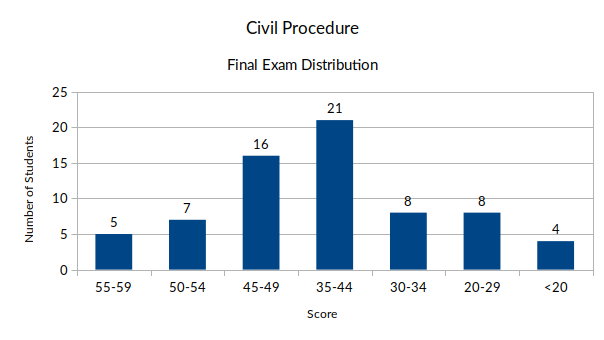 Civil Procedure
Final Exam Distribution
Number of Students
25
20
15
10
5
0
5
7
16
21
8
8
4
55-59 50-54 45-49 35-44 30-34 20-29 <20
Score